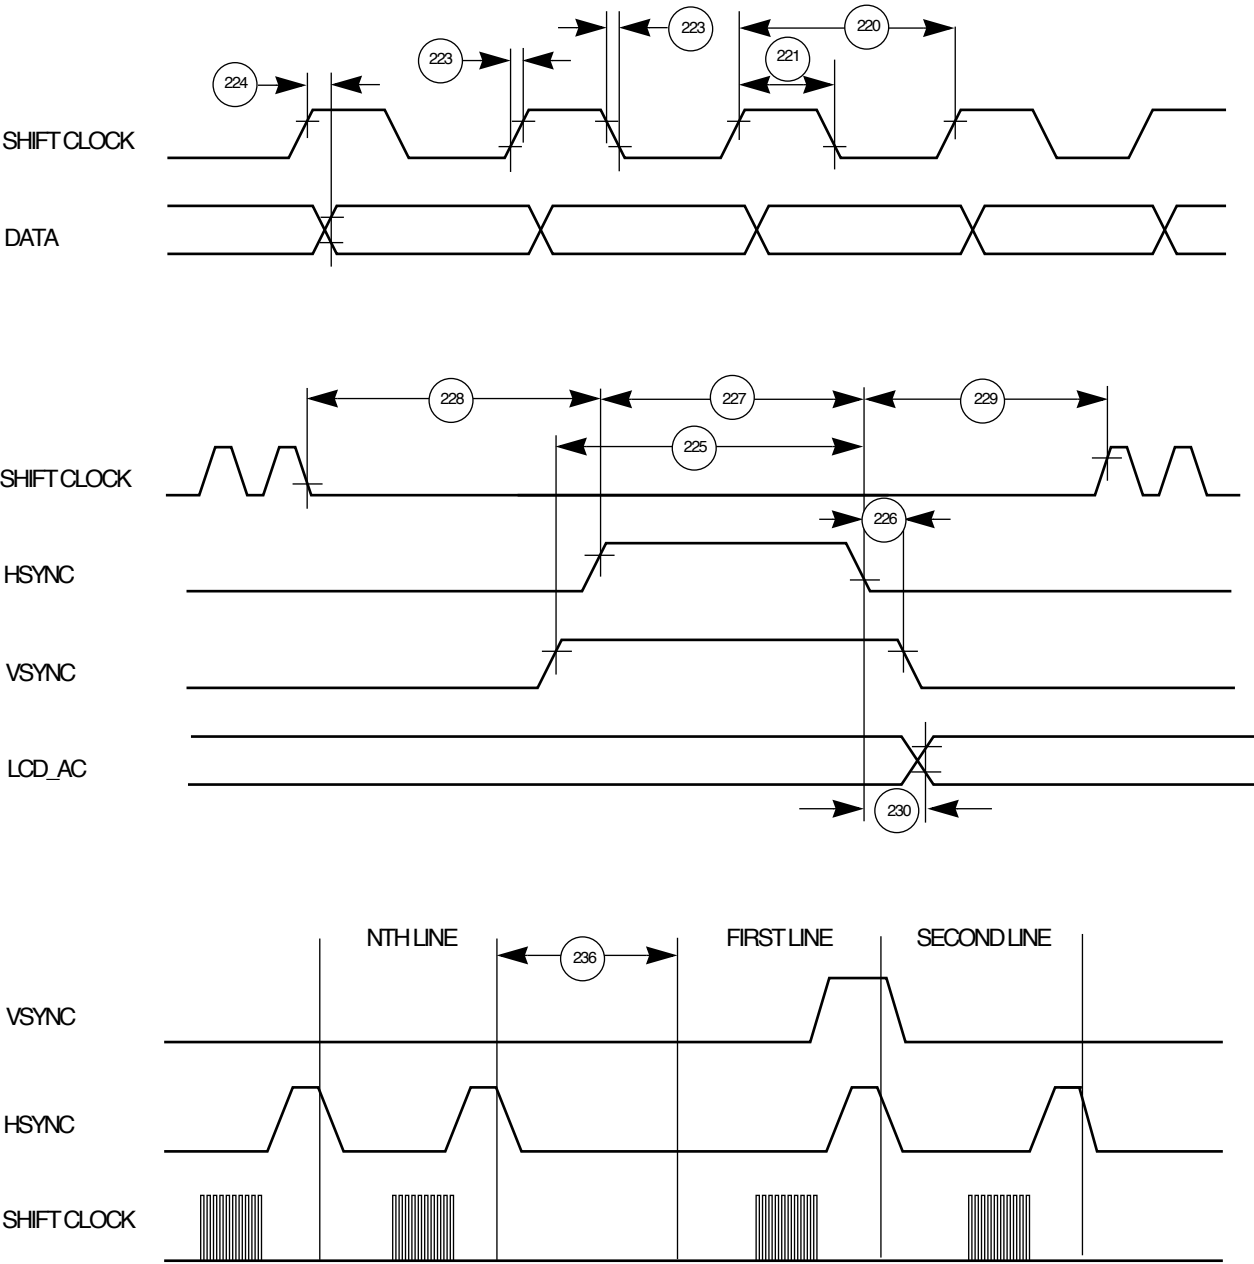 223
220
223
221
224
SHIFT CLOCK
DATA
228
227
229
225
SHIFT CLOCK
226
HSYNC
VSYNC
LCD_AC
230
NTH LINE
FIRST LINE
SECOND LINE
236
VSYNC
HSYNC
SHIFT CLOCK